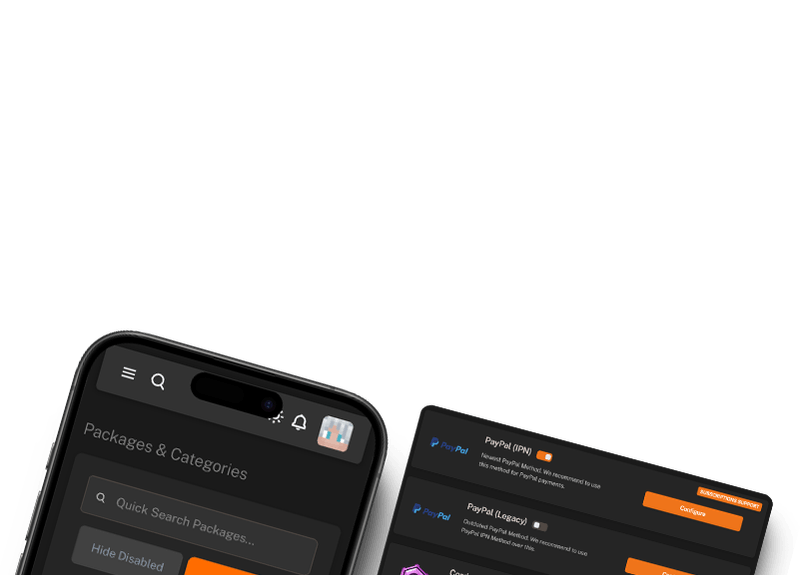 Packages & Categories
Quick Search Packages...
Hide Disabled
PayPal
PayPal (IPN)
Newest PayPal Method. We recommend to use
this method for PayPal payments.
SUBSCRIPTIONS SUPPORT
Configure
PayPal
PayPal (Legacy)
Outdated PayPal Method. We recommend to use
PayPal IPN Method over this.